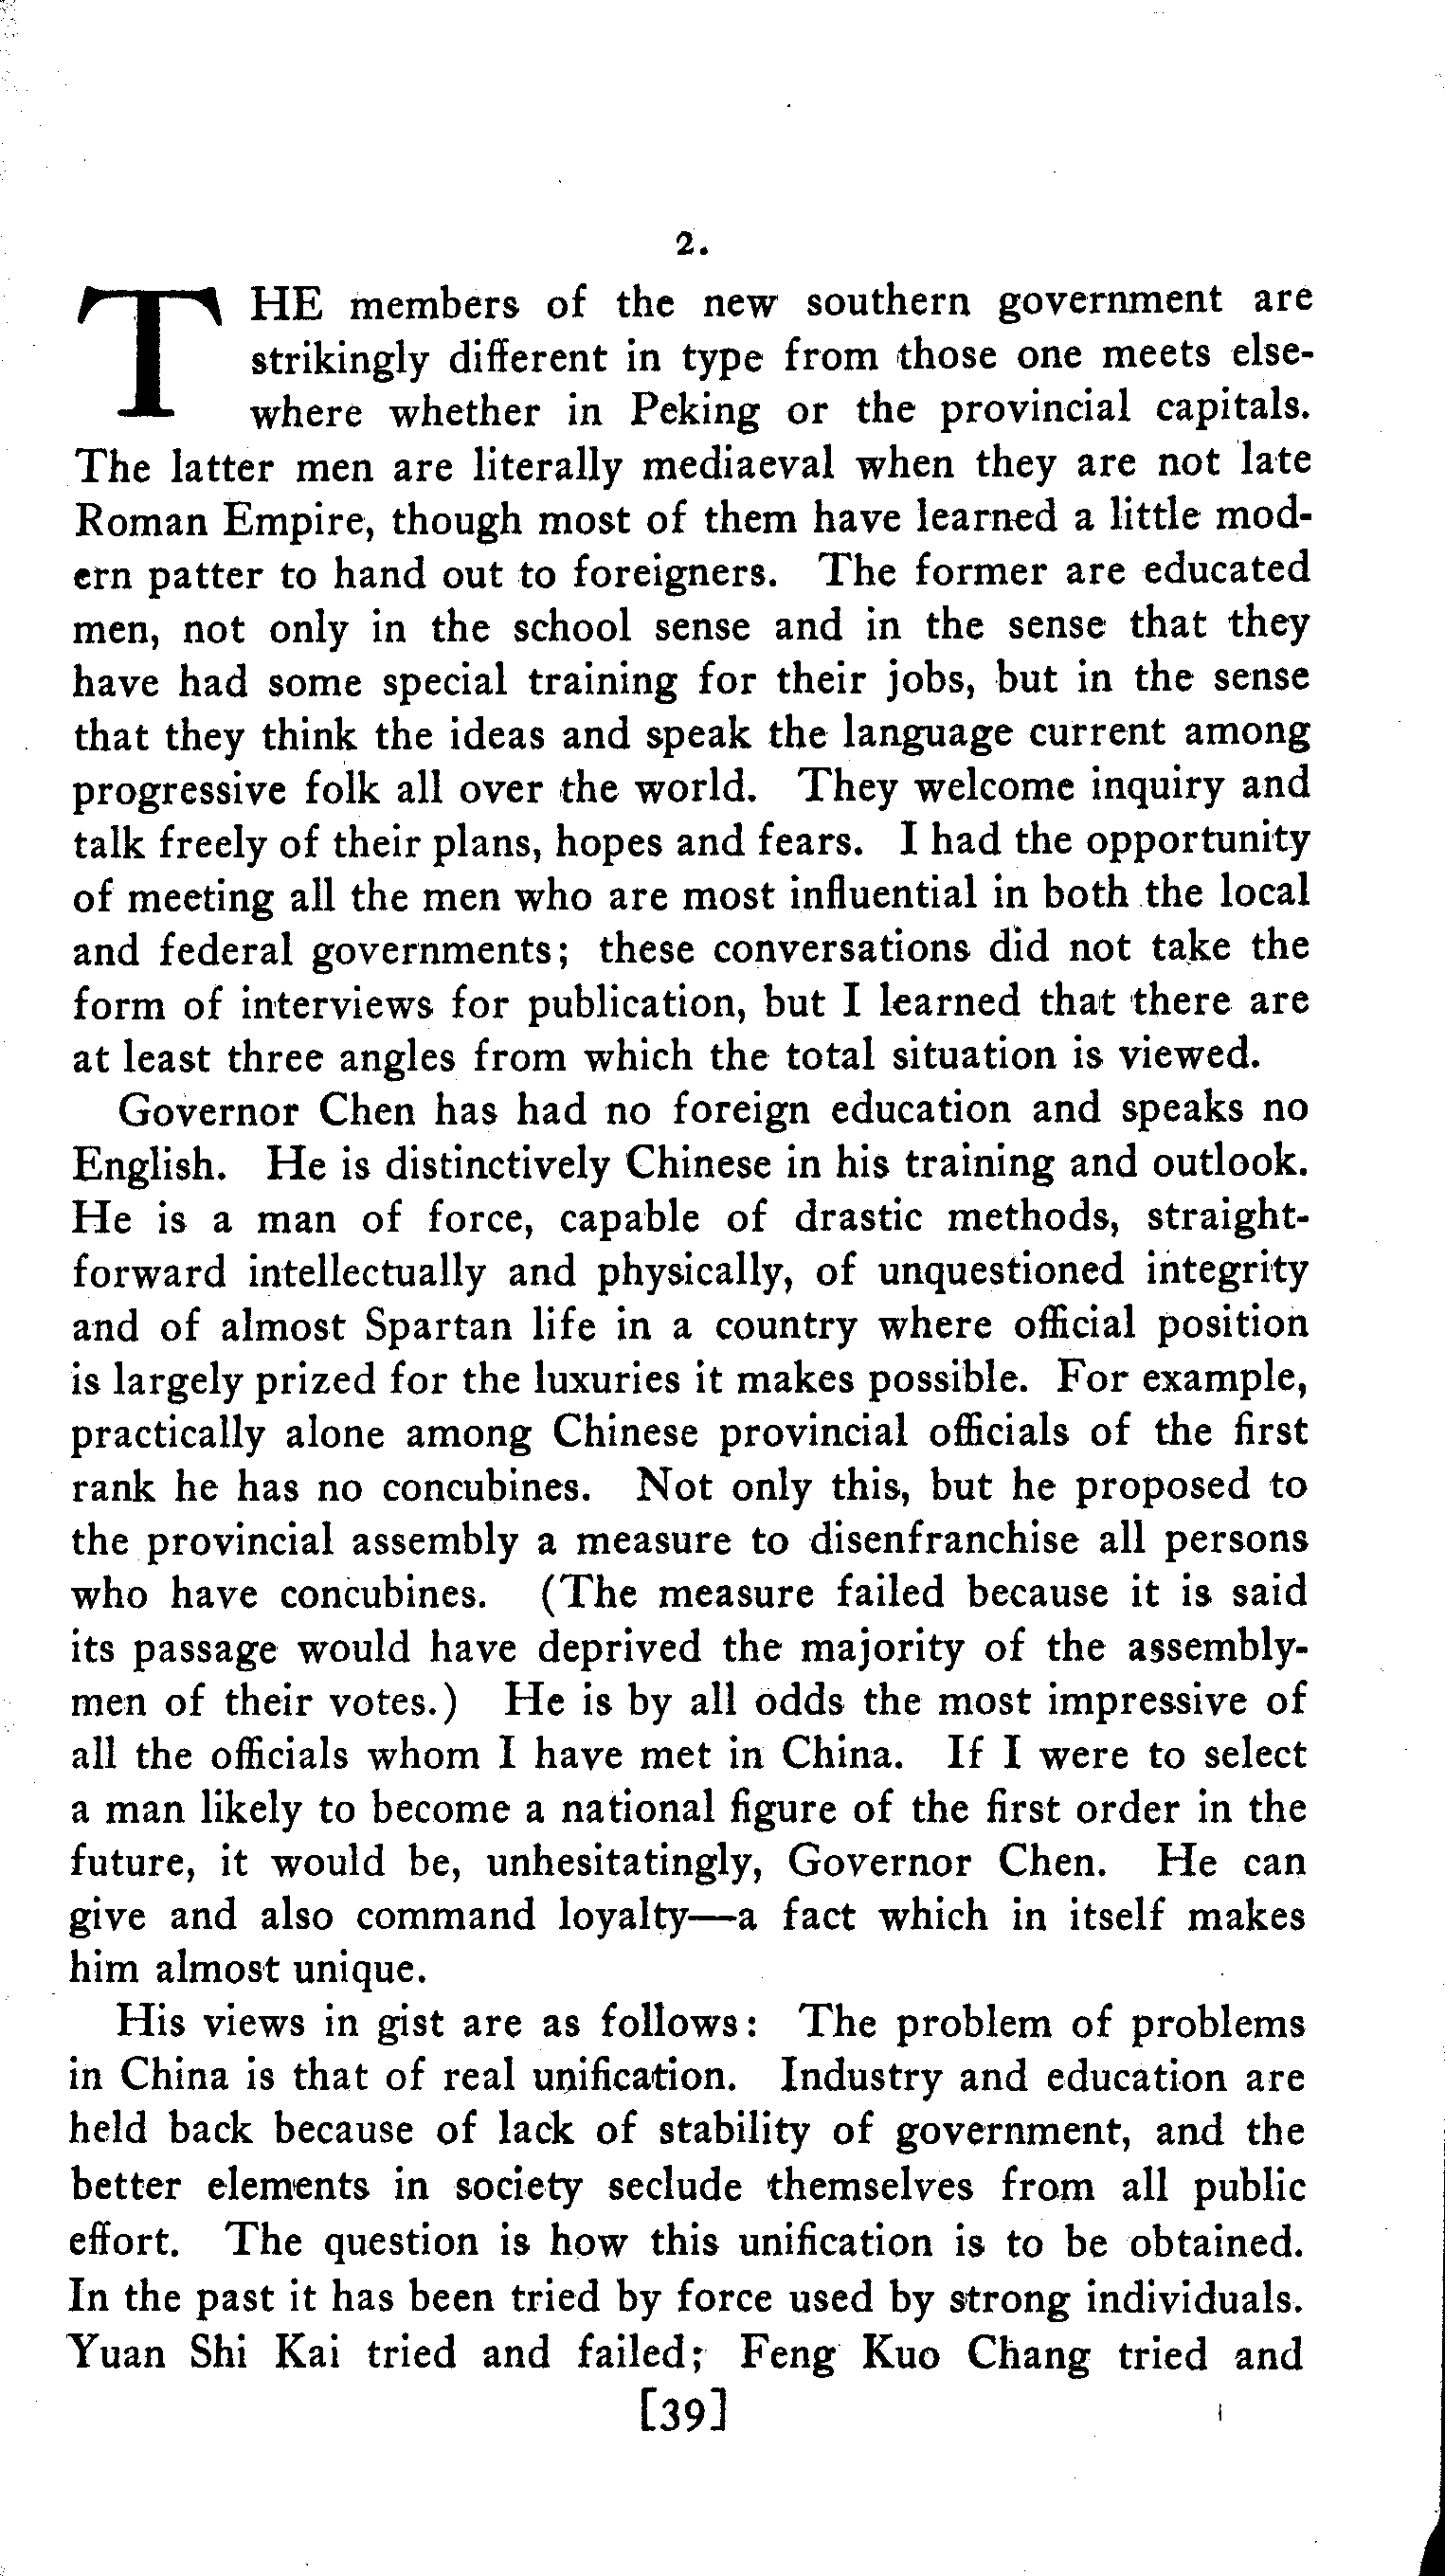 2.
THE members of the new southern government are
strikingly different in type from those one meets else-
where whether in Peking or the provincial capitals.
The latter men are literally mediaeval when they are not late
Roman Empire, though most of them have learned a little mod-
ern patter to hand out to foreigners. The former are educated
men, not only in the school sense and in the sense that they
have had some special training for their jobs, but in the sense
that they think the ideas and speak the language current among
progressive folk all over the world. They welcome inquiry and
talk freely of their plans, hopes and fears. I had the opportunity
of meeting all the men who are most influential in both the local
and federal governments; these conversations did not take the
form of interviews for publication, but I learned that there are
at least three angles from which the total situation is viewed.
Governor Chen has had no foreign education and speaks no
English. He is distinctively Chinese in his training and outlook.
He is a man of force, capable of drastic methods, straight-
forward intellectually and physically, of unquestioned integrity
and of almost Spartan life in a country where official position
is largely prized for the luxuries it makes possible. For example,
practically alone among Chinese provincial officials of the first
rank he has no concubines. Not only this, but he proposed to
the provincial assembly a measure to disenfranchise all persons
who have concubines. (The measure failed because it is said
its passage would have deprived the majority of the assembly-
men of their votes.) He is by all odds the most impressive of
all the officials whom I have met in China. If I were to select
a man likely to become a national figure of the first order in the
future, it would be, unhesitatingly, Governor Chen. He can
give and also command loyalty—a fact which in itself makes
him almost unique.
His views in gist are as follows: The problem of problems
in China is that of real unification. Industry and education are
held back because of lack of stability of government, and the
better elements in society seclude themselves from all public
effort. The question is how this unification is to be obtained.
In the past it has been tried by force used by strong individuals.
Yuan Shi Kai tried and failed; Feng Kuo Chang tried and
[39]